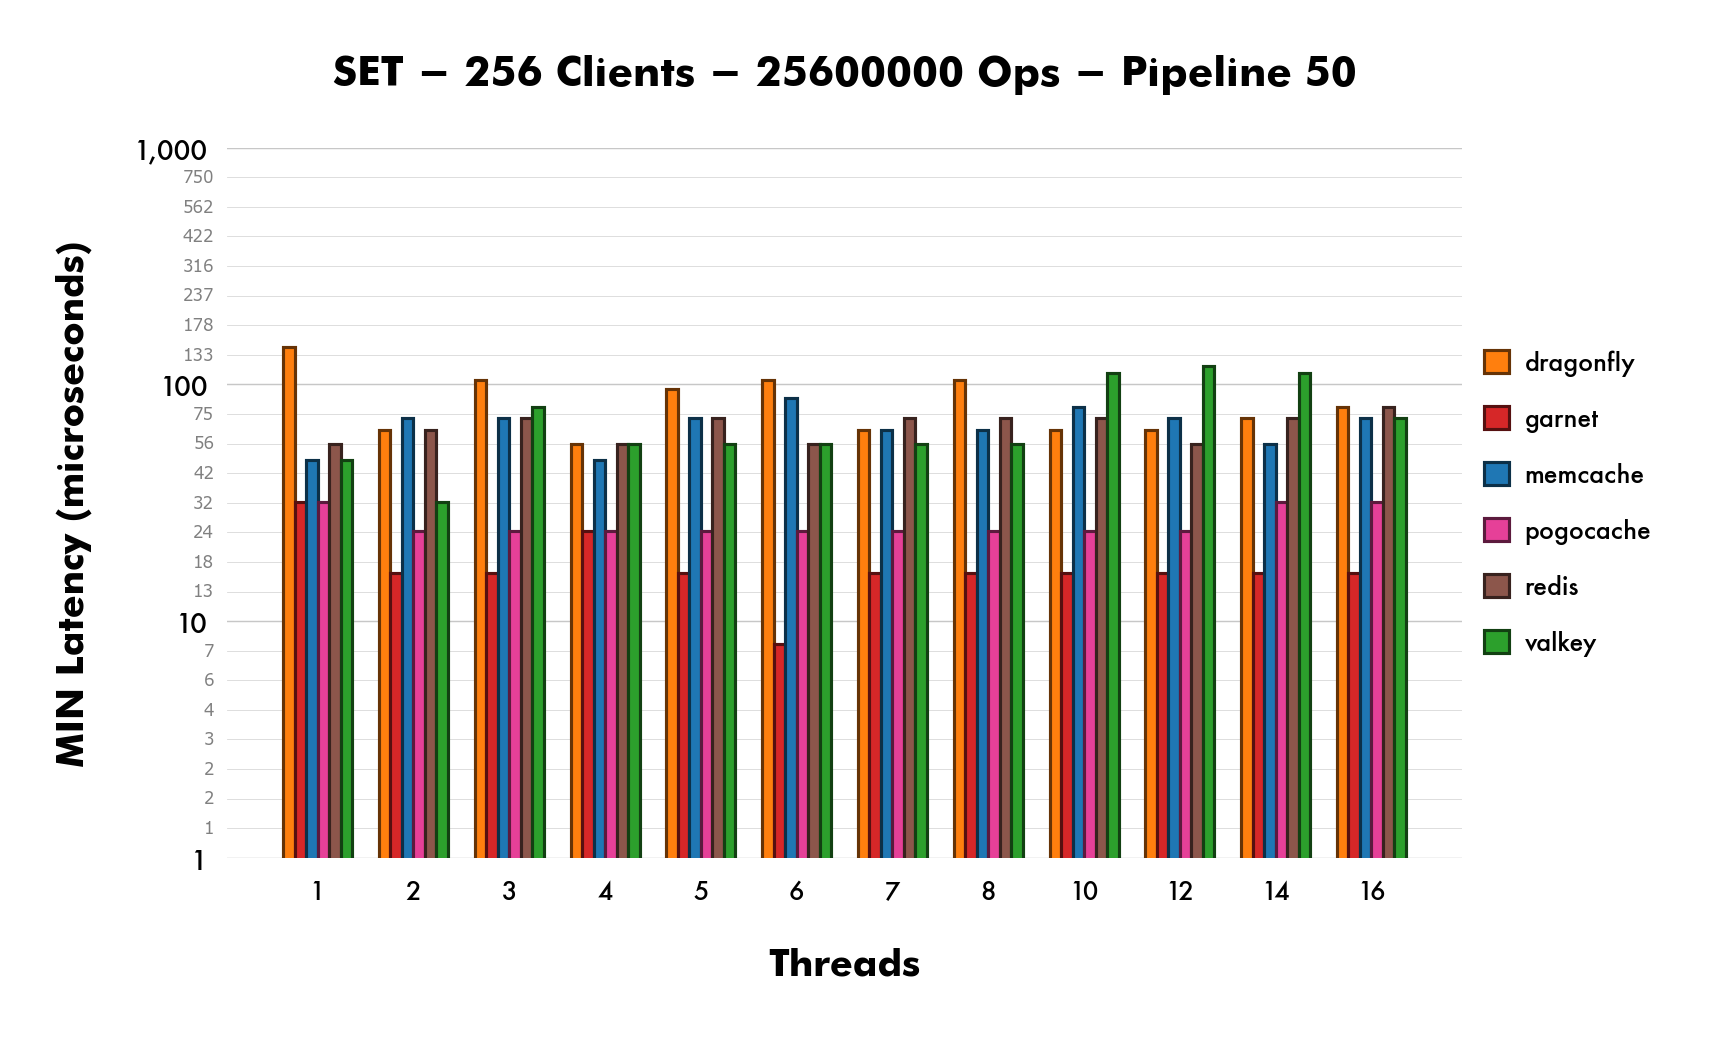 SET – 256 Clients – 25600000 Ops – Pipeline 50
MIN Latency (microseconds)
1,000
750
562
422
316
237
178
133
100
75
56
42
32
24
18
13
10
7
6
4
3
2
2
1
1
1 2 3 4 5 6 7 8 10 12 14 16
Threads
dragonfly
garnet
memcache
pogocache
redis
valkey